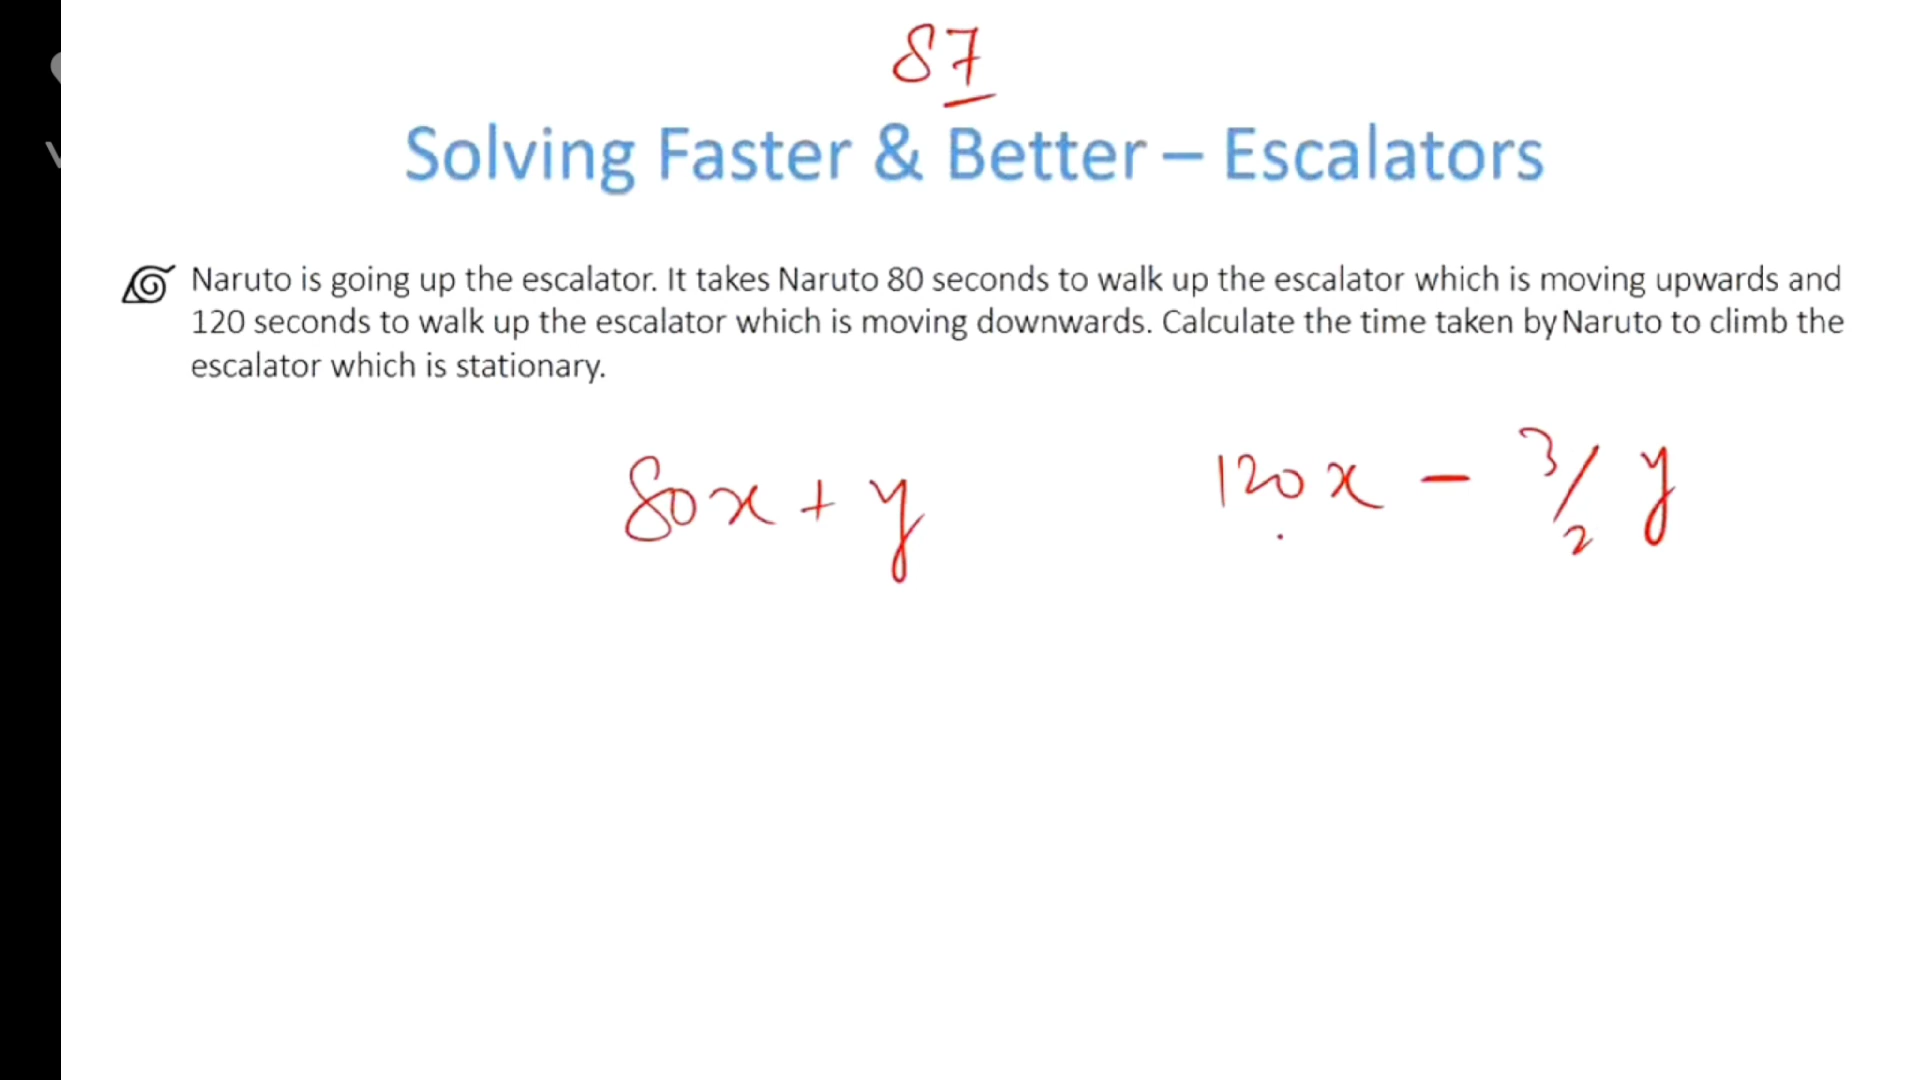 87
Solving Faster & Better – Escalators
Naruto is going up the escalator. It takes Naruto 80 seconds to walk up the escalator which is moving upwards and
120 seconds to walk up the escalator which is moving downwards. Calculate the time taken by Naruto to climb the
escalator which is stationary.
80x + y 120x - 3/2 y